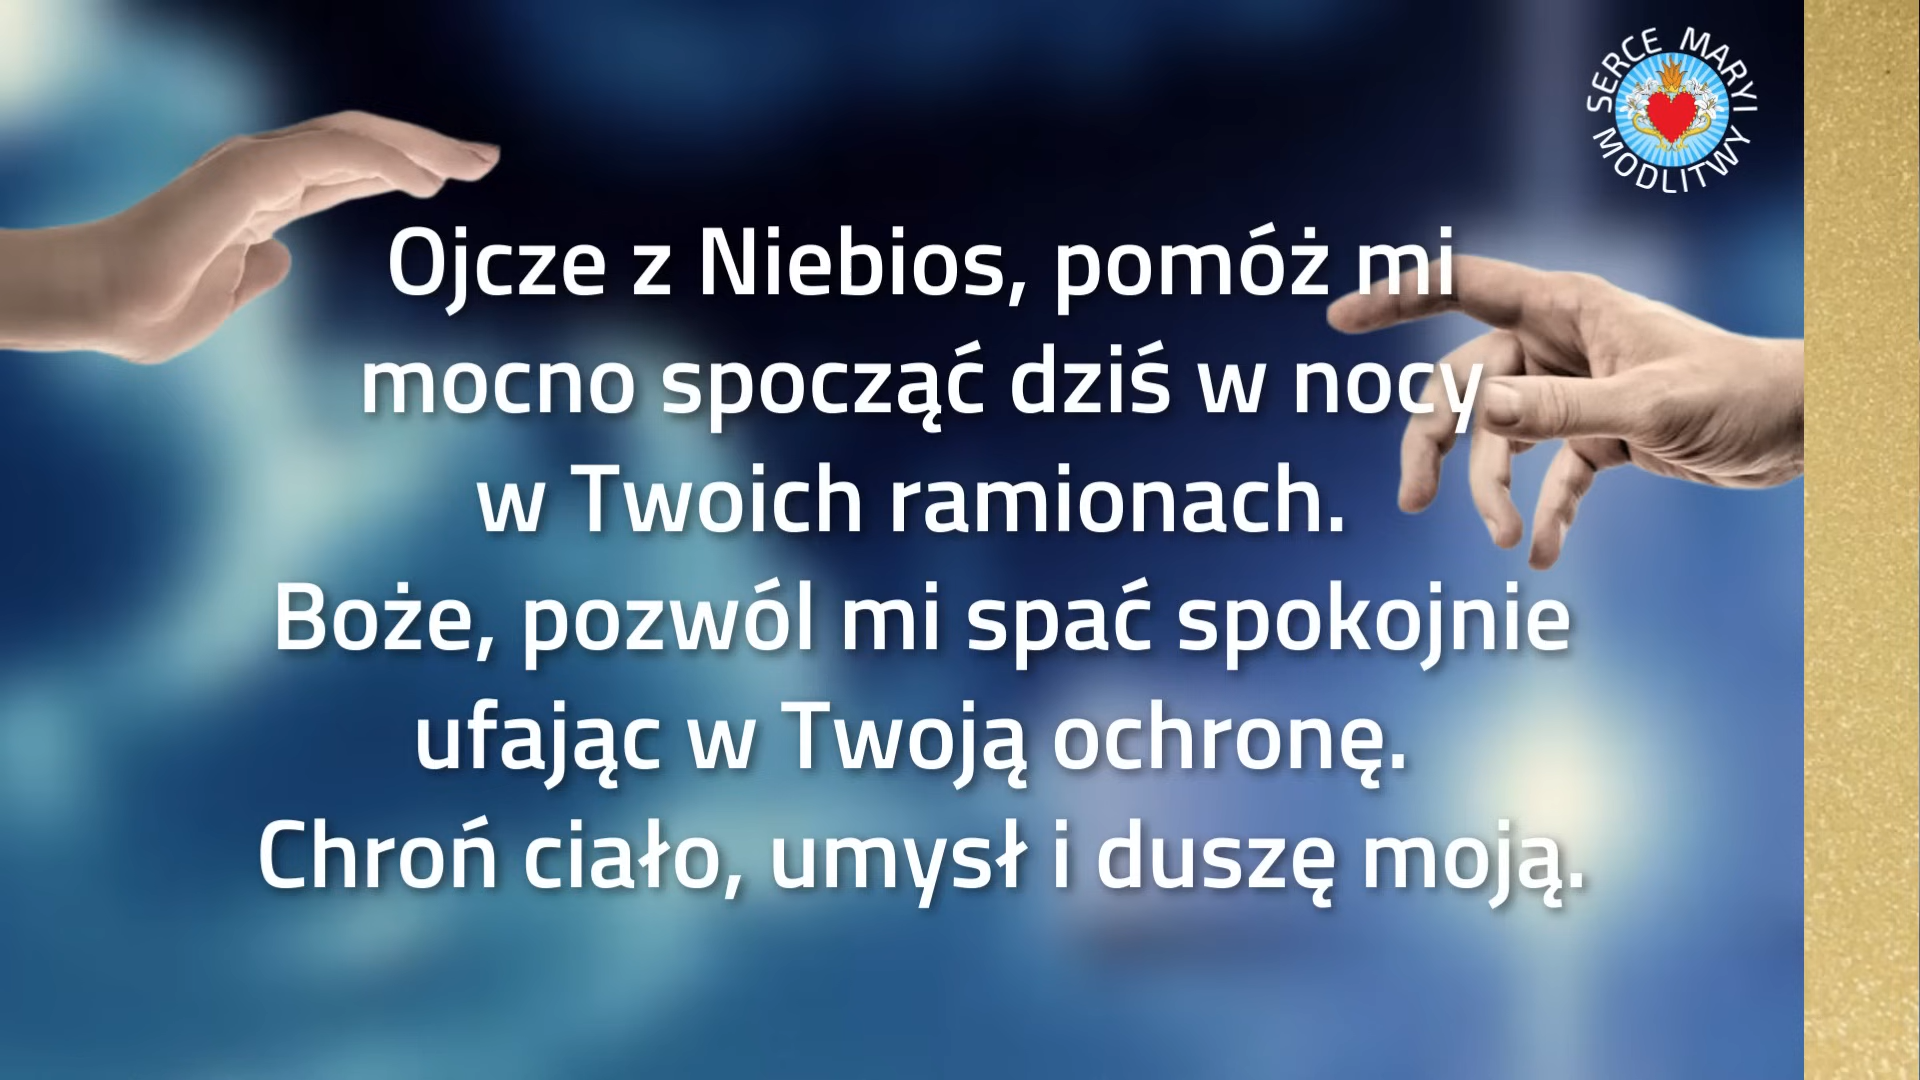 SERCE MARYI
MODLITWY
Ojcze z Niebios, pomóż mi
mocno spocząć dziś w nocy
w Twoich ramionach.
Boże, pozwól mi spać spokojnie
ufając w Twoją ochronę.
Chroń ciało, umysł i duszę moją.